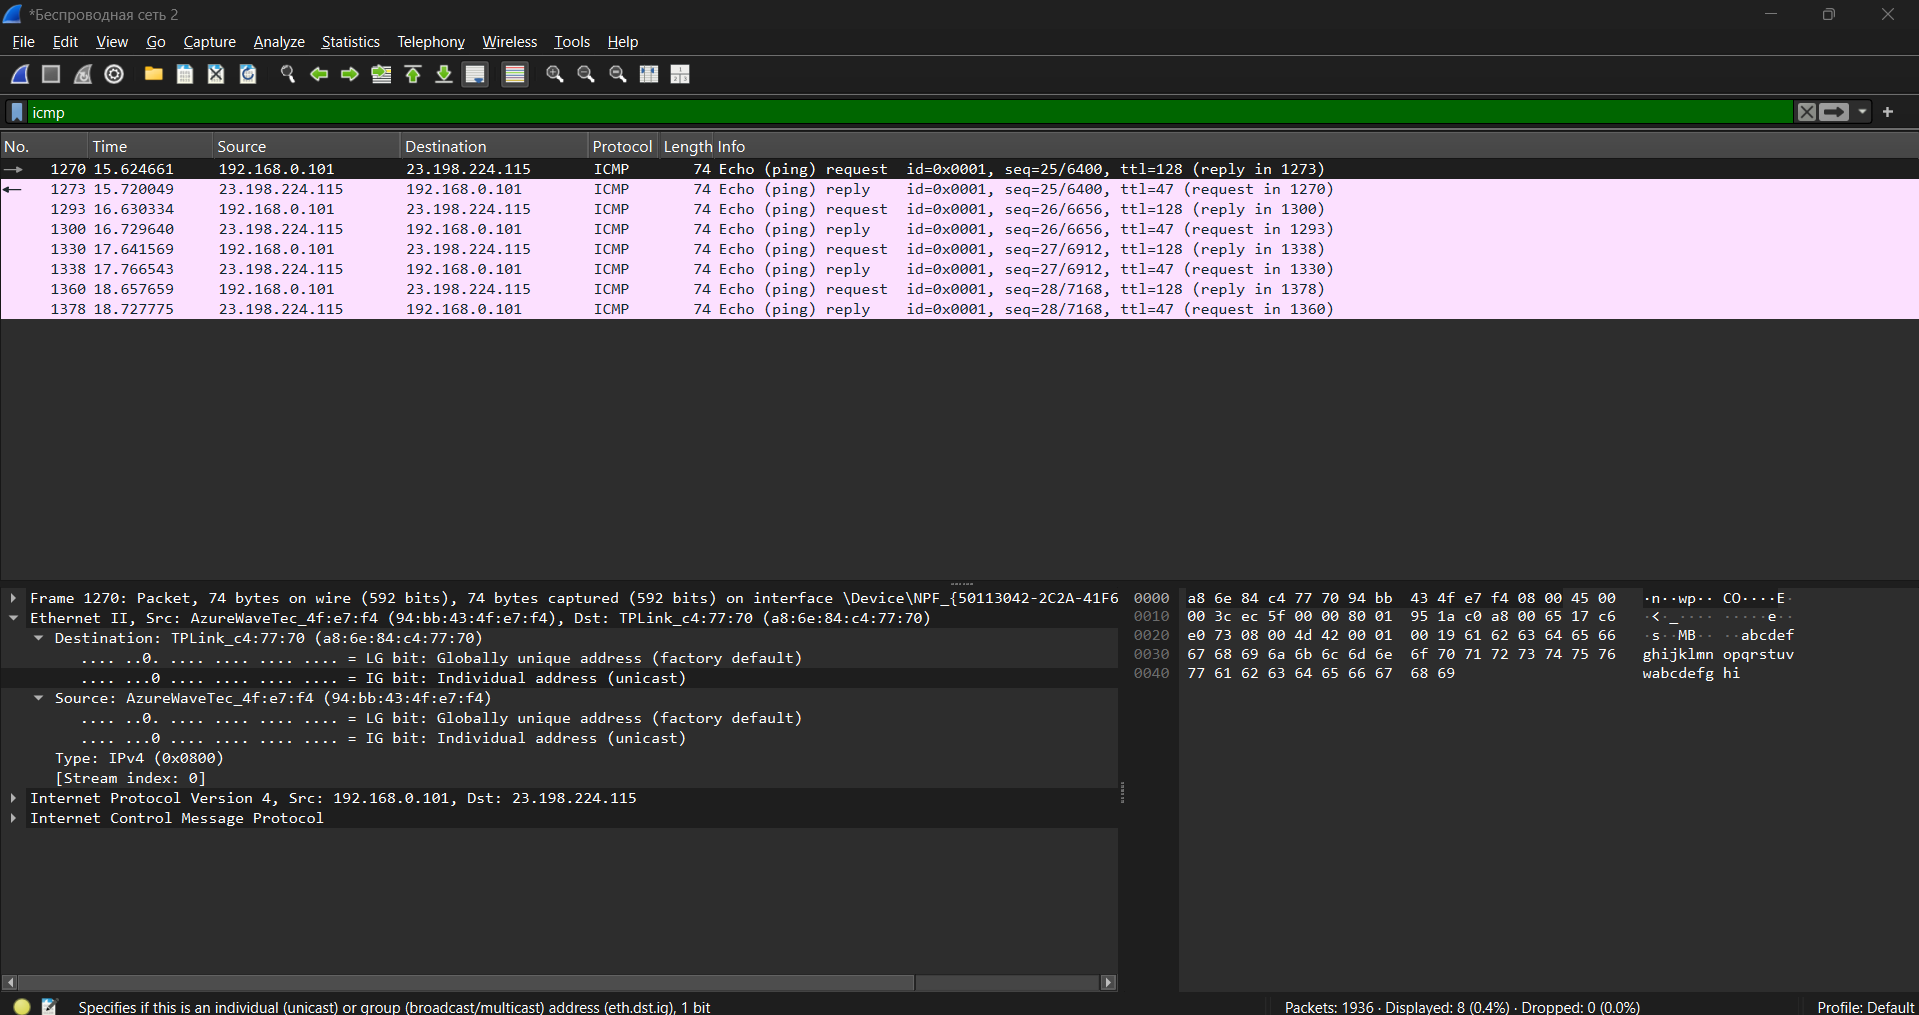 *Беспроводная сеть 2
File Edit View Go Capture Analyze Statistics Telephony Wireless Tools Help
icmp
No. Time Source Destination Protocol Length Info
1270 15.624661 192.168.0.101 23.198.224.115 ICMP 74 Echo (ping) request id=0x0001, seq=25/6400, ttl=128 (reply in 1273)
1273 15.720049 23.198.224.115 192.168.0.101 ICMP 74 Echo (ping) reply id=0x0001, seq=25/6400, ttl=47 (request in 1270)
1293 16.630334 192.168.0.101 23.198.224.115 ICMP 74 Echo (ping) request id=0x0001, seq=26/6656, ttl=128 (reply in 1300)
1300 16.729640 23.198.224.115 192.168.0.101 ICMP 74 Echo (ping) reply id=0x0001, seq=26/6656, ttl=47 (request in 1293)
1330 17.641569 192.168.0.101 23.198.224.115 ICMP 74 Echo (ping) request id=0x0001, seq=27/6912, ttl=128 (reply in 1338)
1338 17.766543 23.198.224.115 192.168.0.101 ICMP 74 Echo (ping) reply id=0x0001, seq=27/6912, ttl=47 (request in 1330)
1360 18.657659 192.168.0.101 23.198.224.115 ICMP 74 Echo (ping) request id=0x0001, seq=28/7168, ttl=128 (reply in 1378)
1378 18.727775 23.198.224.115 192.168.0.101 ICMP 74 Echo (ping) reply id=0x0001, seq=28/7168, ttl=47 (request in 1360)
Frame 1270: Packet, 74 bytes on wire (592 bits), 74 bytes captured (592 bits) on interface \Device\NPF_{50113042-2C2A-41F6
Ethernet II, Src: AzureWaveTec_4f:e7:f4 (94:bb:43:4f:e7:f4), Dst: TPLink_c4:77:70 (a8:6e:84:c4:77:70)
Destination: TPLink_c4:77:70 (a8:6e:84:c4:77:70)
.... ..0. .... .... .... .... = LG bit: Globally unique address (factory default)
.... ...0 .... .... .... .... = IG bit: Individual address (unicast)
Source: AzureWaveTec_4f:e7:f4 (94:bb:43:4f:e7:f4)
.... ..0. .... .... .... .... = LG bit: Globally unique address (factory default)
.... ...0 .... .... .... .... = IG bit: Individual address (unicast)
Type: IPv4 (0x0800)
[Stream index: 0]
Internet Protocol Version 4, Src: 192.168.0.101, Dst: 23.198.224.115
Internet Control Message Protocol
0000 a8 6e 84 c4 77 70 94 bb 43 4f e7 f4 08 00 45 00 ·n··wp·· CO····E·
0010 00 3c ec 5f 00 00 80 01 95 1a c0 a8 00 65 17 c6 ·<·_···· ·····e··
0020 e0 73 08 00 4d 42 00 01 00 19 61 62 63 64 65 66 ·s··MB·· ··abcdef
0030 67 68 69 6a 6b 6c 6d 6e 6f 70 71 72 73 74 75 76 ghijklmn opqrstuv
0040 77 61 62 63 64 65 66 67 68 69 wabcdefg hi
Specifies if this is an individual (unicast) or group (broadcast/multicast) address (eth.dst.ig), 1 bit
Packets: 1936 · Displayed: 8 (0.4%) · Dropped: 0 (0.0%)
Profile: Default